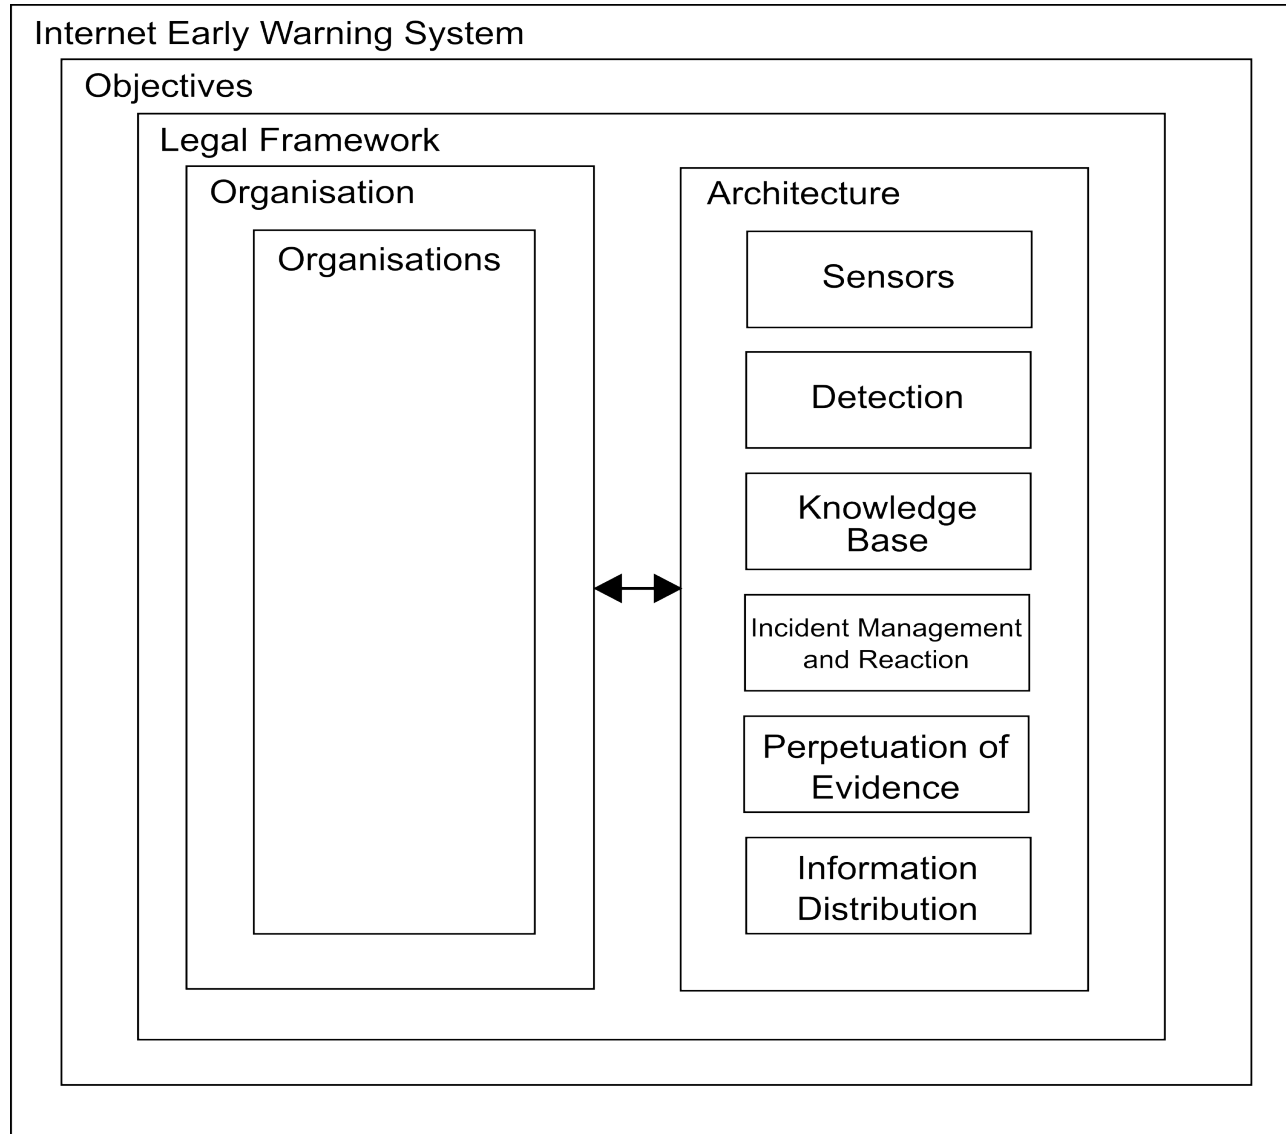 Internet Early Warning System
Objectives
Legal Framework
Organisation
Organisations
Architecture
Sensors
Detection
Knowledge
Base
Incident Management
and Reaction
Perpetuation of
Evidence
Information
Distribution